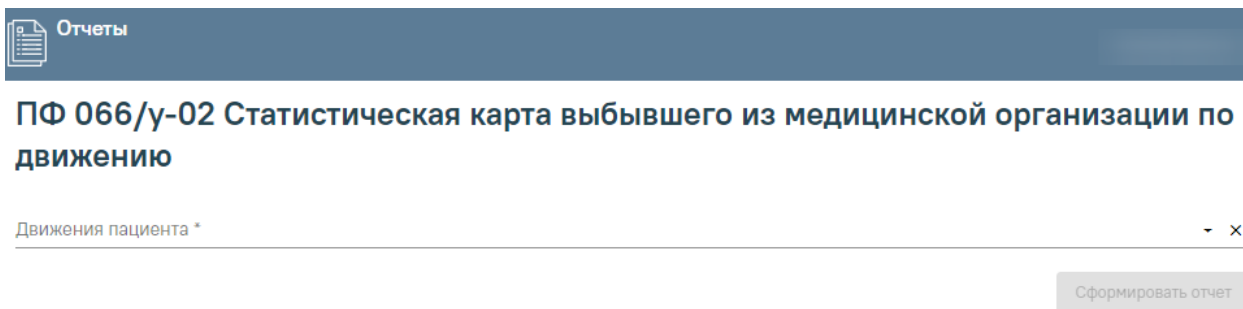 Отчеты
ПФ 066/у-02 Статистическая карта выбывшего из медицинской организации по
движению
Движения пациента *
Сформировать отчет